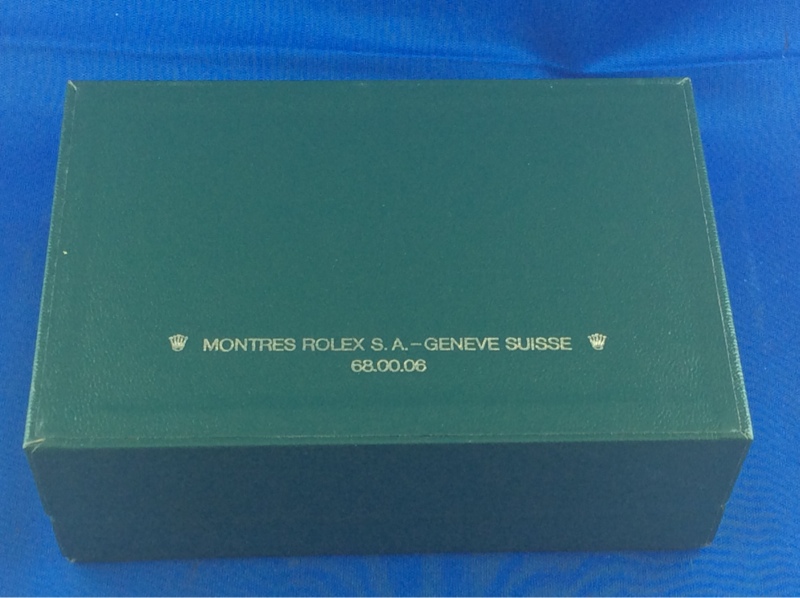 MONTRES ROLEX S.A.-GENEVE SUISSE
68.00.06